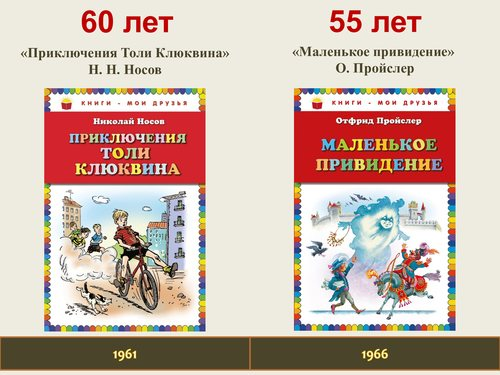 60 лет
«Приключения Толи Клюквина»
Н. Н. Носов
КНИГИ - МОИ ДРУЗЬЯ
Николай Носов
ПРИКЛЮЧЕНИЯ
ТОЛИ
КЛЮКВИНА
1961
55 лет
«Маленькое привидение»
О. Пройслер
КНИГИ - МОИ ДРУЗЬЯ
Отфрид Пройслер
МАЛЕНЬКОЕ
ПРИВИДЕНИЕ
1966